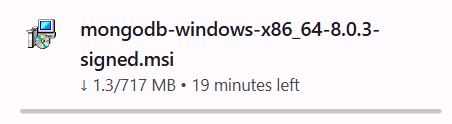 mongodb-windows-x86_64-8.0.3-
signed.msi
↓ 1.3/717 MB • 19 minutes left